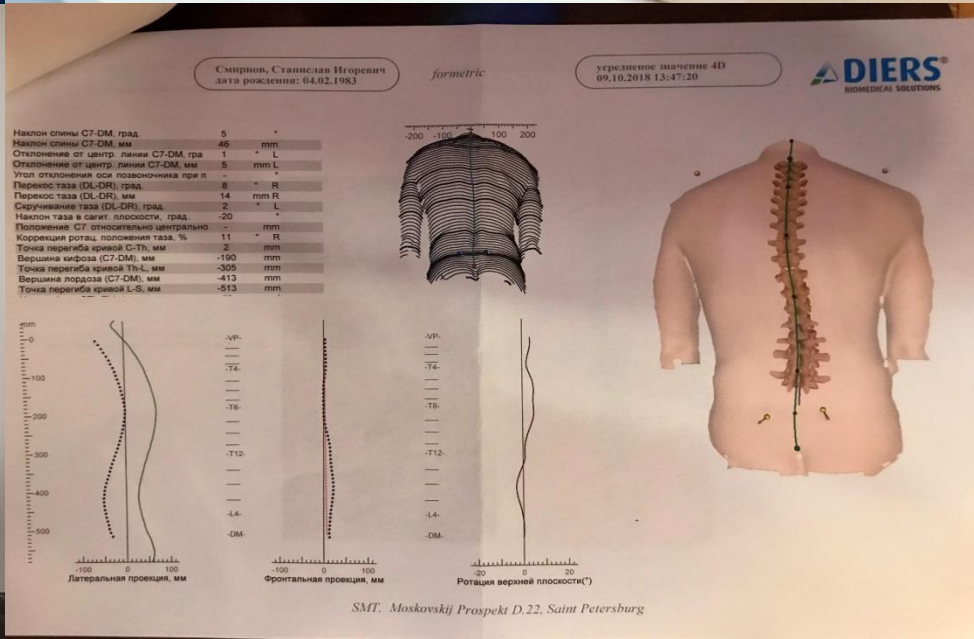 Смирнов, Станислав Игоревич
дата рождения: 04.02.1983
formetric
усредненое значение 4D
09.10.2018 13:47:20
DIERS®
BIOMEDICAL SOLUTIONS
Наклон спины C7-DM, град. 5 °
Наклон спины C7-DM, мм 46 mm
Отклонение от центр. линии C7-DM, гра 1 ° L
Отклонение от центр. линии C7-DM, мм 5 mm L
Угол отклонения оси позвоночника при п -
Перекос таза (DL-DR), град. 8 ° R
Перекос таза (DL-DR), мм 14 mm R
Скручивание таза (DL-DR), град. 2 ° L
Наклон таза в сагит. плоскости, град. -20 °
Положение C7 относительно центрально - mm
Коррекция ротац. положения таза, % 11 ° R
Точка перегиба кривой C-Th, мм 2 mm
Вершина кифоза (C7-DM), мм -190 mm
Точка перегиба кривой Th-L, мм -305 mm
Вершина лордоза (C7-DM), мм -413 mm
Точка перегиба кривой L-S, мм -513 mm
-200 -100 100 200
mm
0
100
200
300
400
500
-100 0 100
Латеральная проекция, мм
-VP-
-T4-
-T8-
-T12-
-L4-
-DM-
-100 0 100
Фронтальная проекция, мм
-VP-
-T4-
-T8-
-T12-
-L4-
-DM-
-20 0 20
Ротация верхней плоскости(°)
SMT, Moskovskij Prospekt D.22, Saint Petersburg